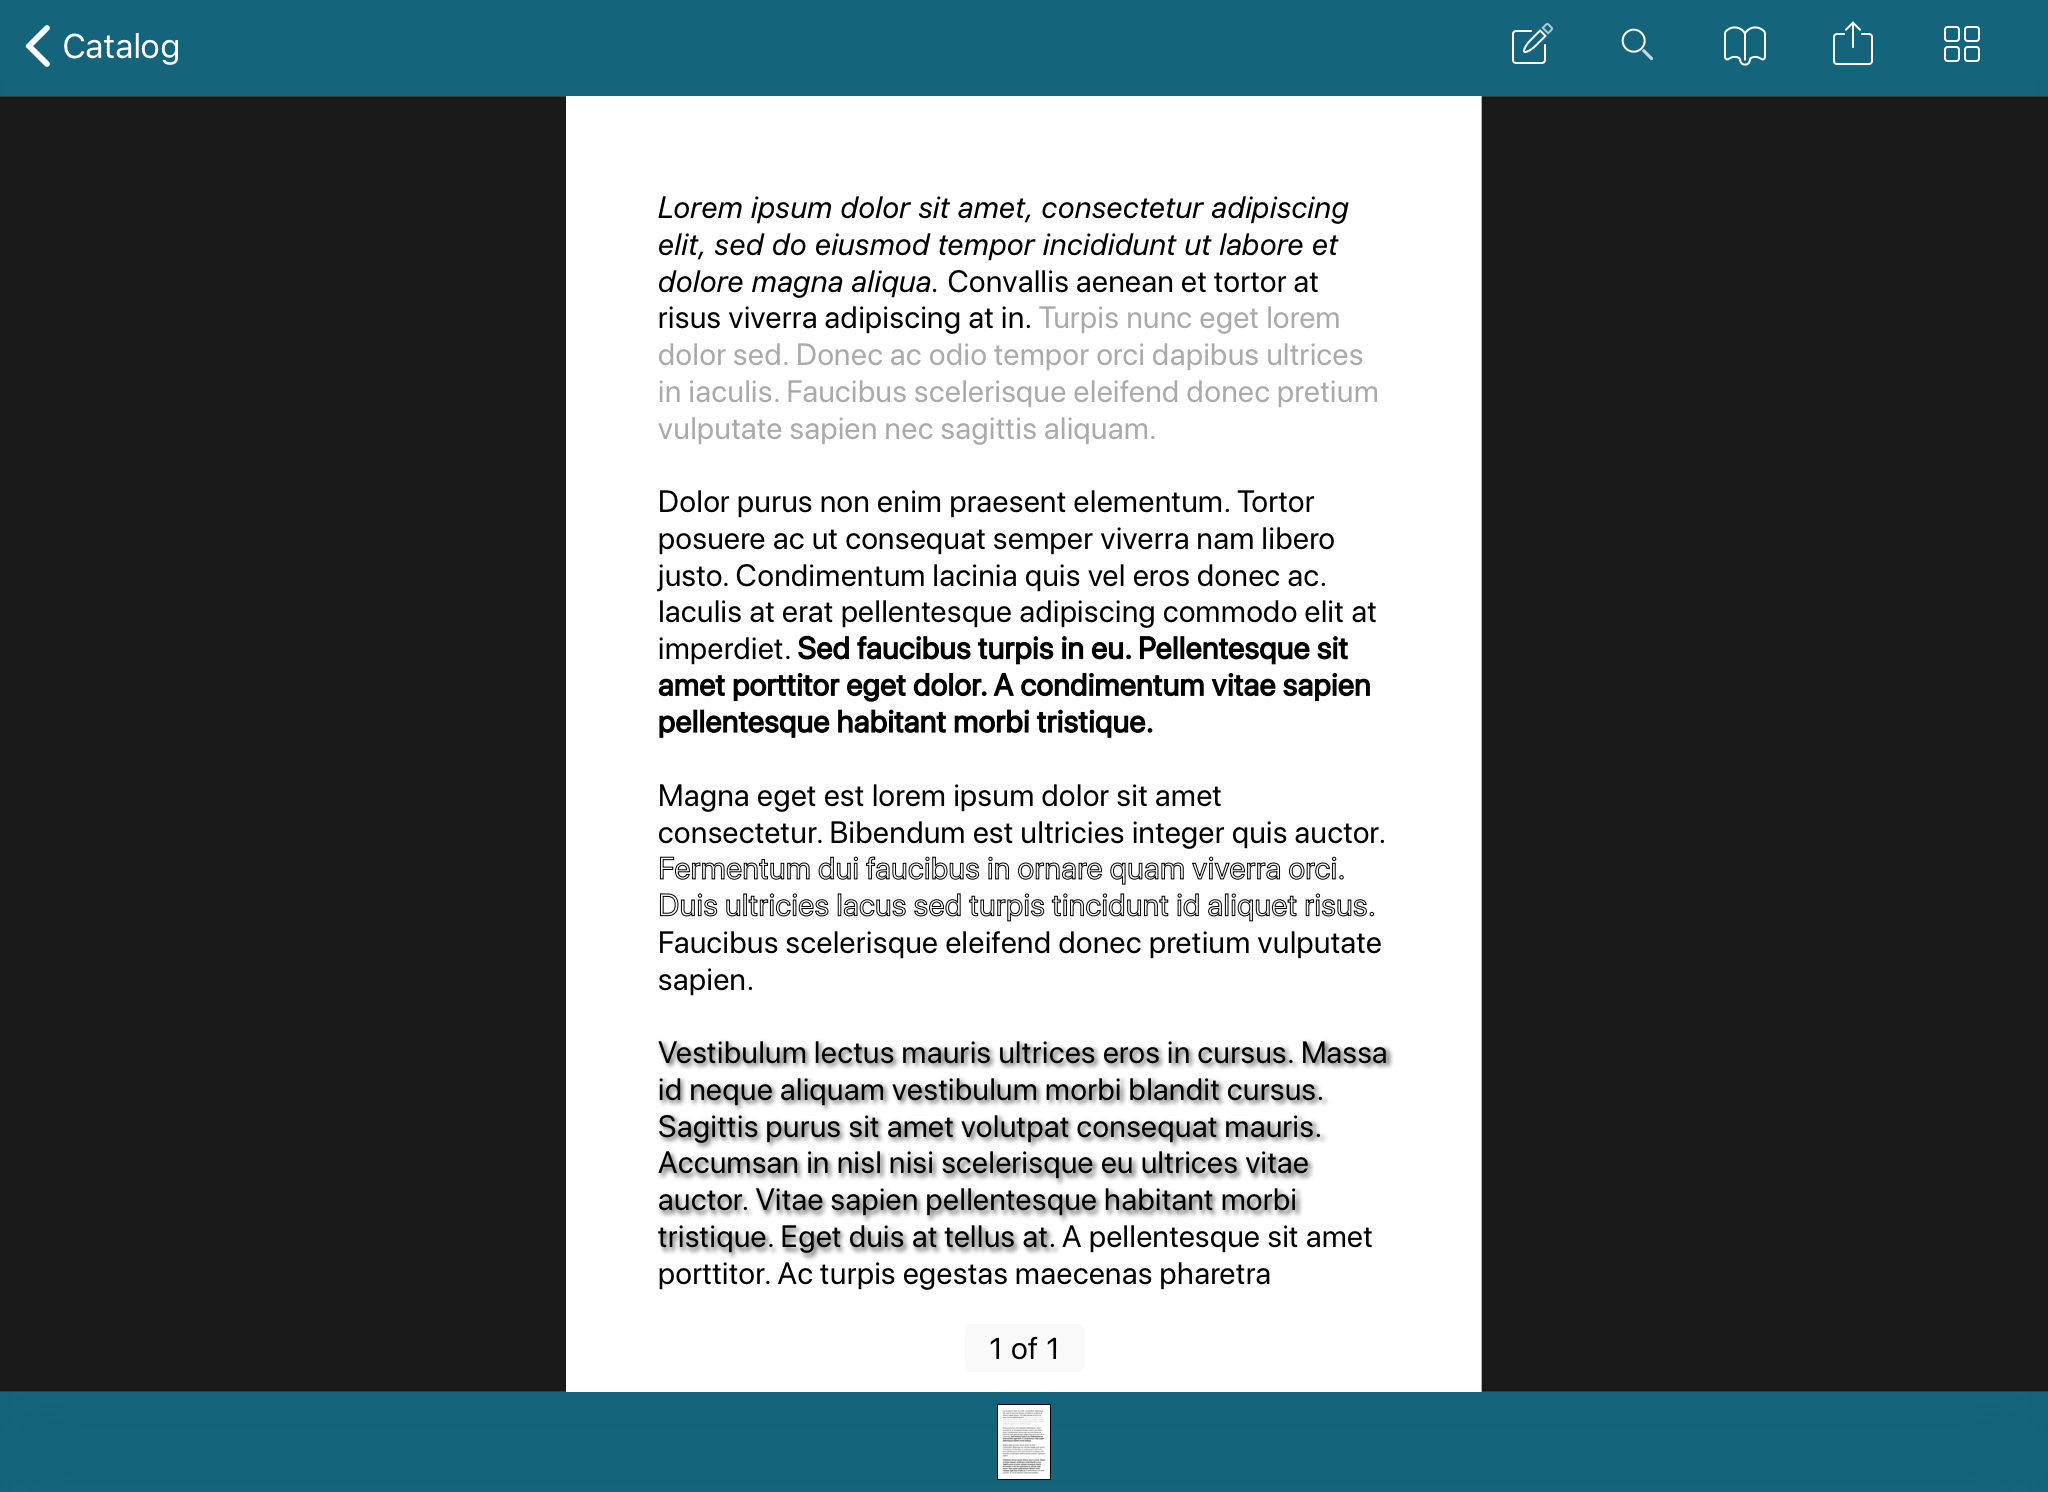 Catalog
Lorem ipsum dolor sit amet, consectetur adipiscing
elit, sed do eiusmod tempor incididunt ut labore et
dolore magna aliqua. Convallis aenean et tortor at
risus viverra adipiscing at in. Turpis nunc eget lorem
dolor sed. Donec ac odio tempor orci dapibus ultrices
in iaculis. Faucibus scelerisque eleifend donec pretium
vulputate sapien nec sagittis aliquam.
Dolor purus non enim praesent elementum. Tortor
posuere ac ut consequat semper viverra nam libero
justo. Condimentum lacinia quis vel eros donec ac.
Iaculis at erat pellentesque adipiscing commodo elit at
imperdiet. Sed faucibus turpis in eu. Pellentesque sit
amet porttitor eget dolor. A condimentum vitae sapien
pellentesque habitant morbi tristique.
Magna eget est lorem ipsum dolor sit amet
consectetur. Bibendum est ultricies integer quis auctor.
Fermentum dui faucibus in ornare quam viverra orci.
Duis ultricies lacus sed turpis tincidunt id aliquet risus.
Faucibus scelerisque eleifend donec pretium vulputate
sapien.
Vestibulum lectus mauris ultrices eros in cursus. Massa
id neque aliquam vestibulum morbi blandit cursus.
Sagittis purus sit amet volutpat consequat mauris.
Accumsan in nisl nisi scelerisque eu ultrices vitae
auctor. Vitae sapien pellentesque habitant morbi
tristique. Eget duis at tellus at. A pellentesque sit amet
porttitor. Ac turpis egestas maecenas pharetra
1 of 1